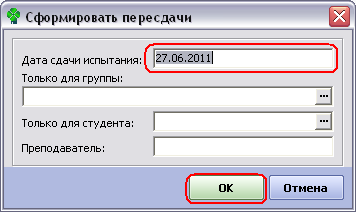 Сформировать пересдачи
Дата сдачи испытания: 27.06.2011
Только для группы:
Только для студента:
Преподаватель:
OK Отмена